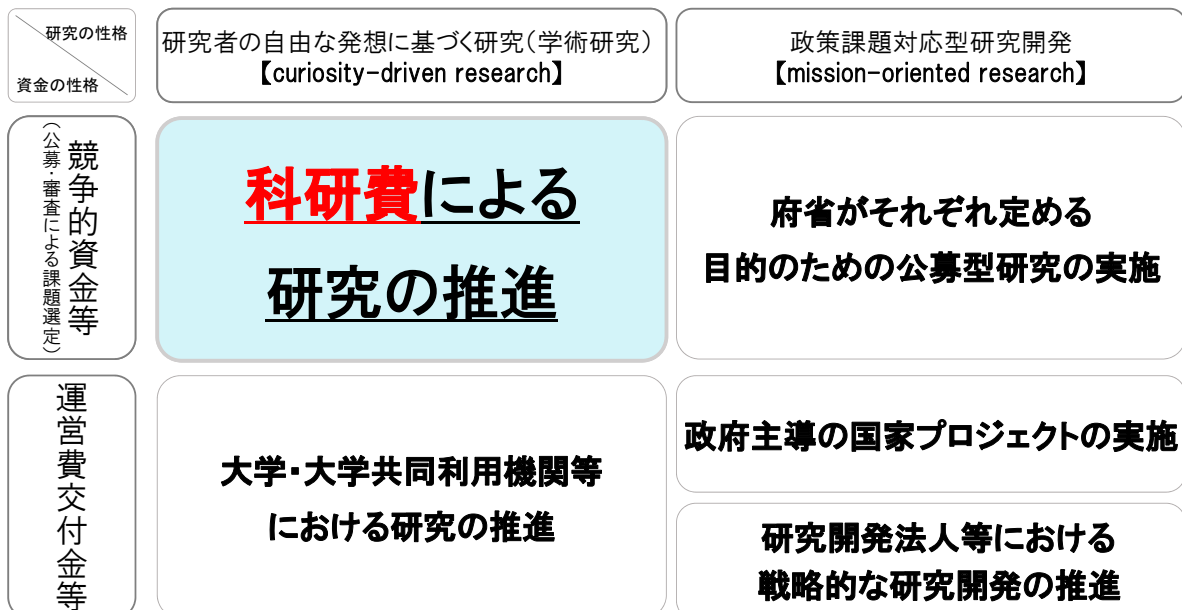 研究の性格
資金の性格
研究者の自由な発想に基づく研究(学術研究)
【curiosity-driven research】
政策課題対応型研究開発
【mission-oriented research】
競争的資金等
(公募・審査による課題選定)
科研費による
研究の推進
府省がそれぞれ定める
目的のための公募型研究の実施
運営費交付金等
大学・大学共同利用機関等
における研究の推進
政府主導の国家プロジェクトの実施
研究開発法人等における
戦略的な研究開発の推進